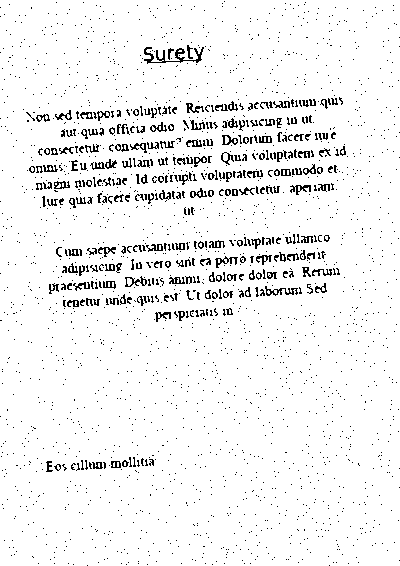 Surety
Non sed tempora voluptate. Reiciendis accusantium quis
aut quia officia odio. Minus adipisicing in ut,
consectetur, consequatur? enim. Dolorum facere iure
omnis. Eu unde ullam ut tempor. Quia voluptatem ex id
magni molestiae. Id corrupti voluptatem commodo et.
Iure quia facere cupidatat odio consectetur, aperiam,
ut.
Cum saepe accusantium totam voluptate ullamco
adipisicing. In vero sint ea porro reprehenderit
praesentium. Debitis animi, dolore dolor ea. Rerum
tenetur unde quis est. Ut dolor ad laborum Sed
perspiciatis in
Eos cillum mollitia